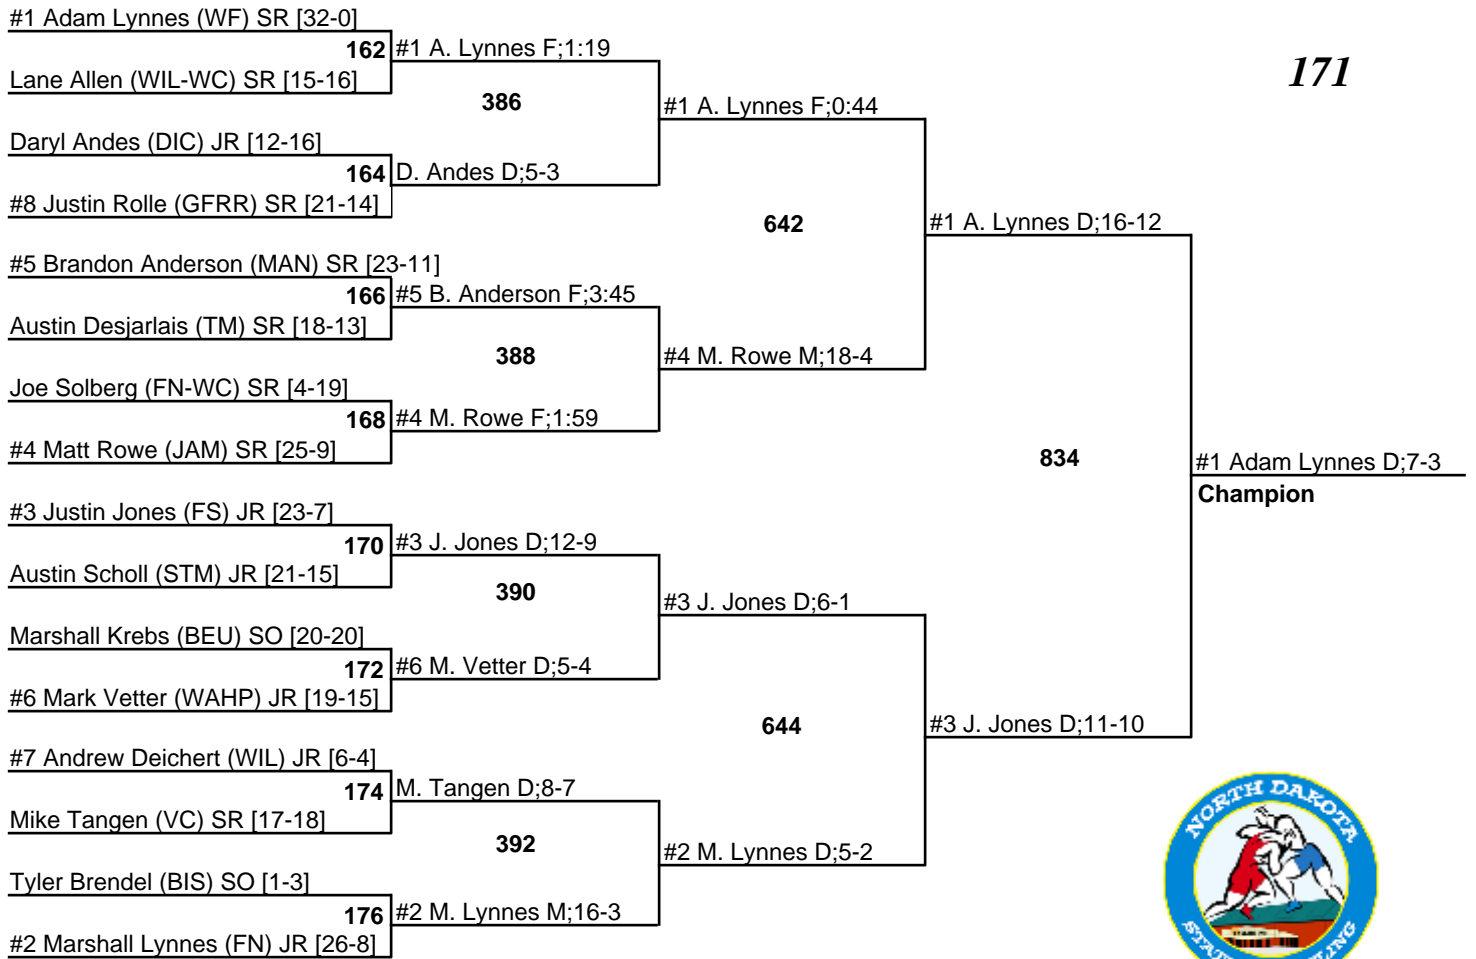 #1 Adam Lynnes (WF) SR [32-0]
162 #1 A. Lynnes F;1:19
171
Lane Allen (WIL-WC) SR [15-16]
386
#1 A. Lynnes F;0:44
Daryl Andes (DIC) JR [12-16]
164 D. Andes D;5-3
#8 Justin Rolle (GFRR) SR [21-14]
642
#1 A. Lynnes D;16-12
#5 Brandon Anderson (MAN) SR [23-11]
166 #5 B. Anderson F;3:45
Austin Desjarlais (TM) SR [18-13]
388
#4 M. Rowe M;18-4
Joe Solberg (FN-WC) SR [4-19]
168 #4 M. Rowe F;1:59
#4 Matt Rowe (JAM) SR [25-9]
834
#1 Adam Lynnes D;7-3
Champion
#3 Justin Jones (FS) JR [23-7]
170 #3 J. Jones D;12-9
Austin Scholl (STM) JR [21-15]
390
#3 J. Jones D;6-1
Marshall Krebs (BEU) SO [20-20]
172 #6 M. Vetter D;5-4
#6 Mark Vetter (WAHP) JR [19-15]
644
#3 J. Jones D;11-10
#7 Andrew Deichert (WIL) JR [6-4]
174 M. Tangen D;8-7
Mike Tangen (VC) SR [17-18]
392
#2 M. Lynnes D;5-2
Tyler Brendel (BIS) SO [1-3]
176 #2 M. Lynnes M;16-3
#2 Marshall Lynnes (FN) JR [26-8]
NORTH DAKOTA